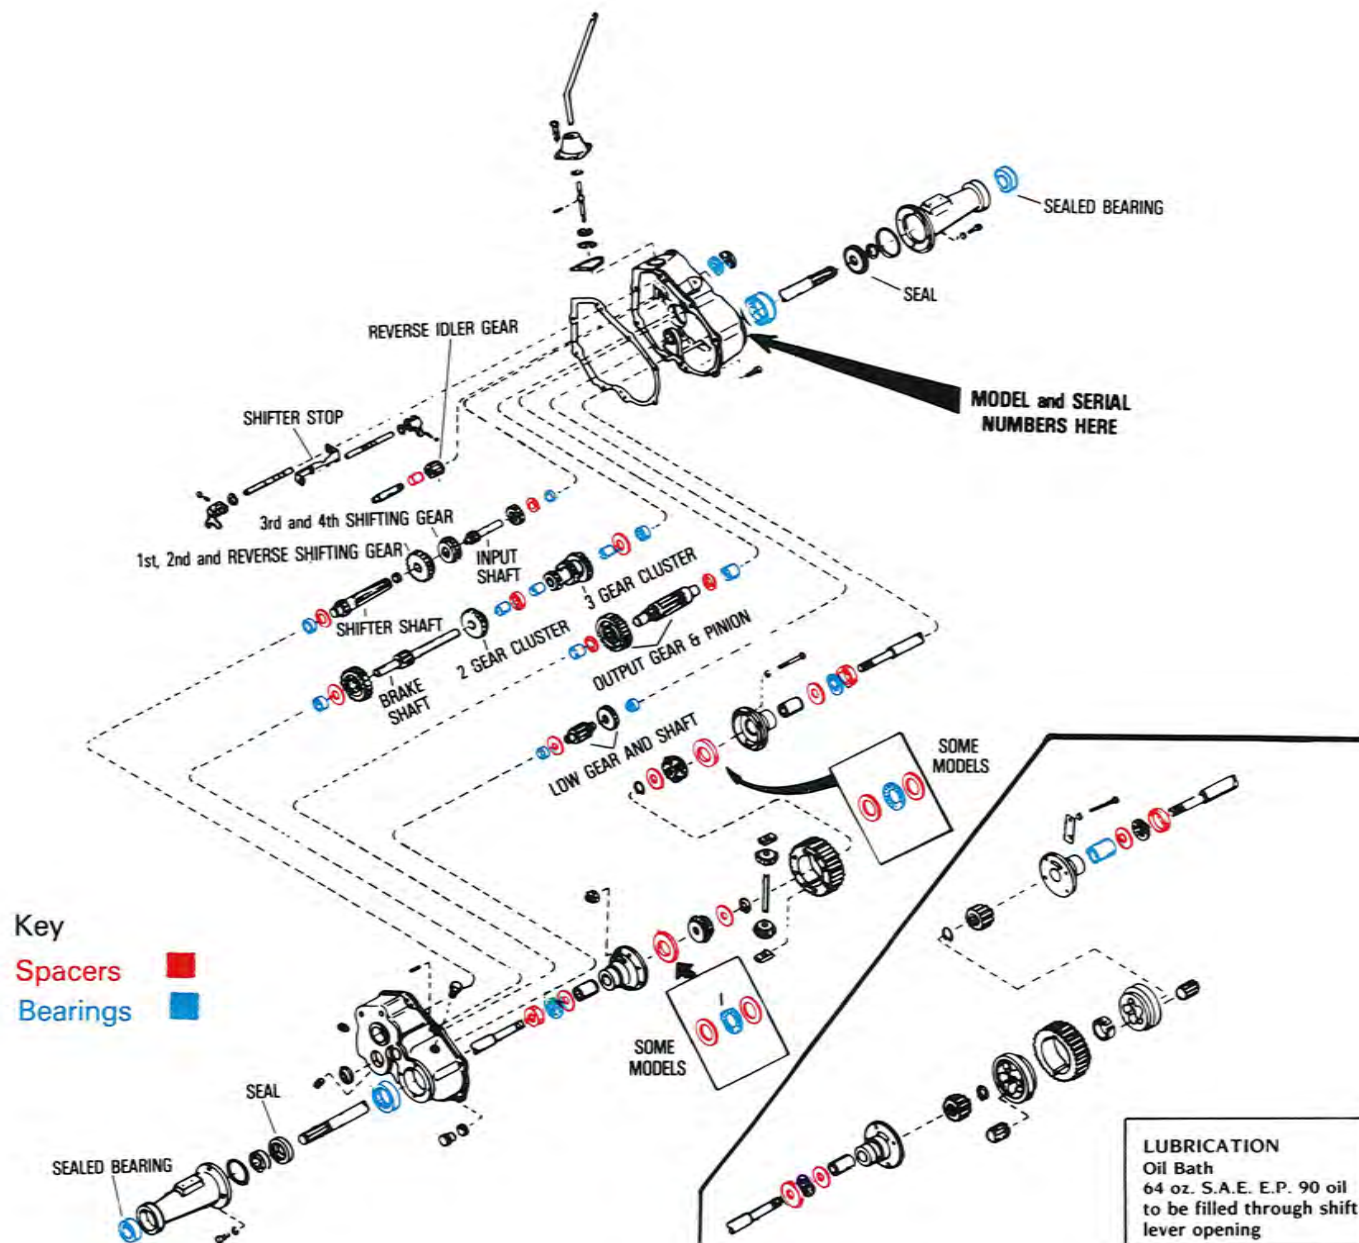 SEALED BEARING
SEAL
REVERSE IDLER GEAR
MODEL and SERIAL
NUMBERS HERE
SHIFTER STOP
3rd and 4th SHIFTING GEAR
1st, 2nd and REVERSE SHIFTING GEAR
INPUT
SHAFT
3 GEAR CLUSTER
SHIFTER SHAFT
2 GEAR CLUSTER
OUTPUT GEAR & PINION
BRAKE
SHAFT
LOW GEAR AND SHAFT
SOME
MODELS
Key
Spacers
Bearings
SOME
MODELS
SEAL
SEALED BEARING
LUBRICATION
Oil Bath
64 oz. S.A.E. E.P. 90 oil
to be filled through shift
lever opening